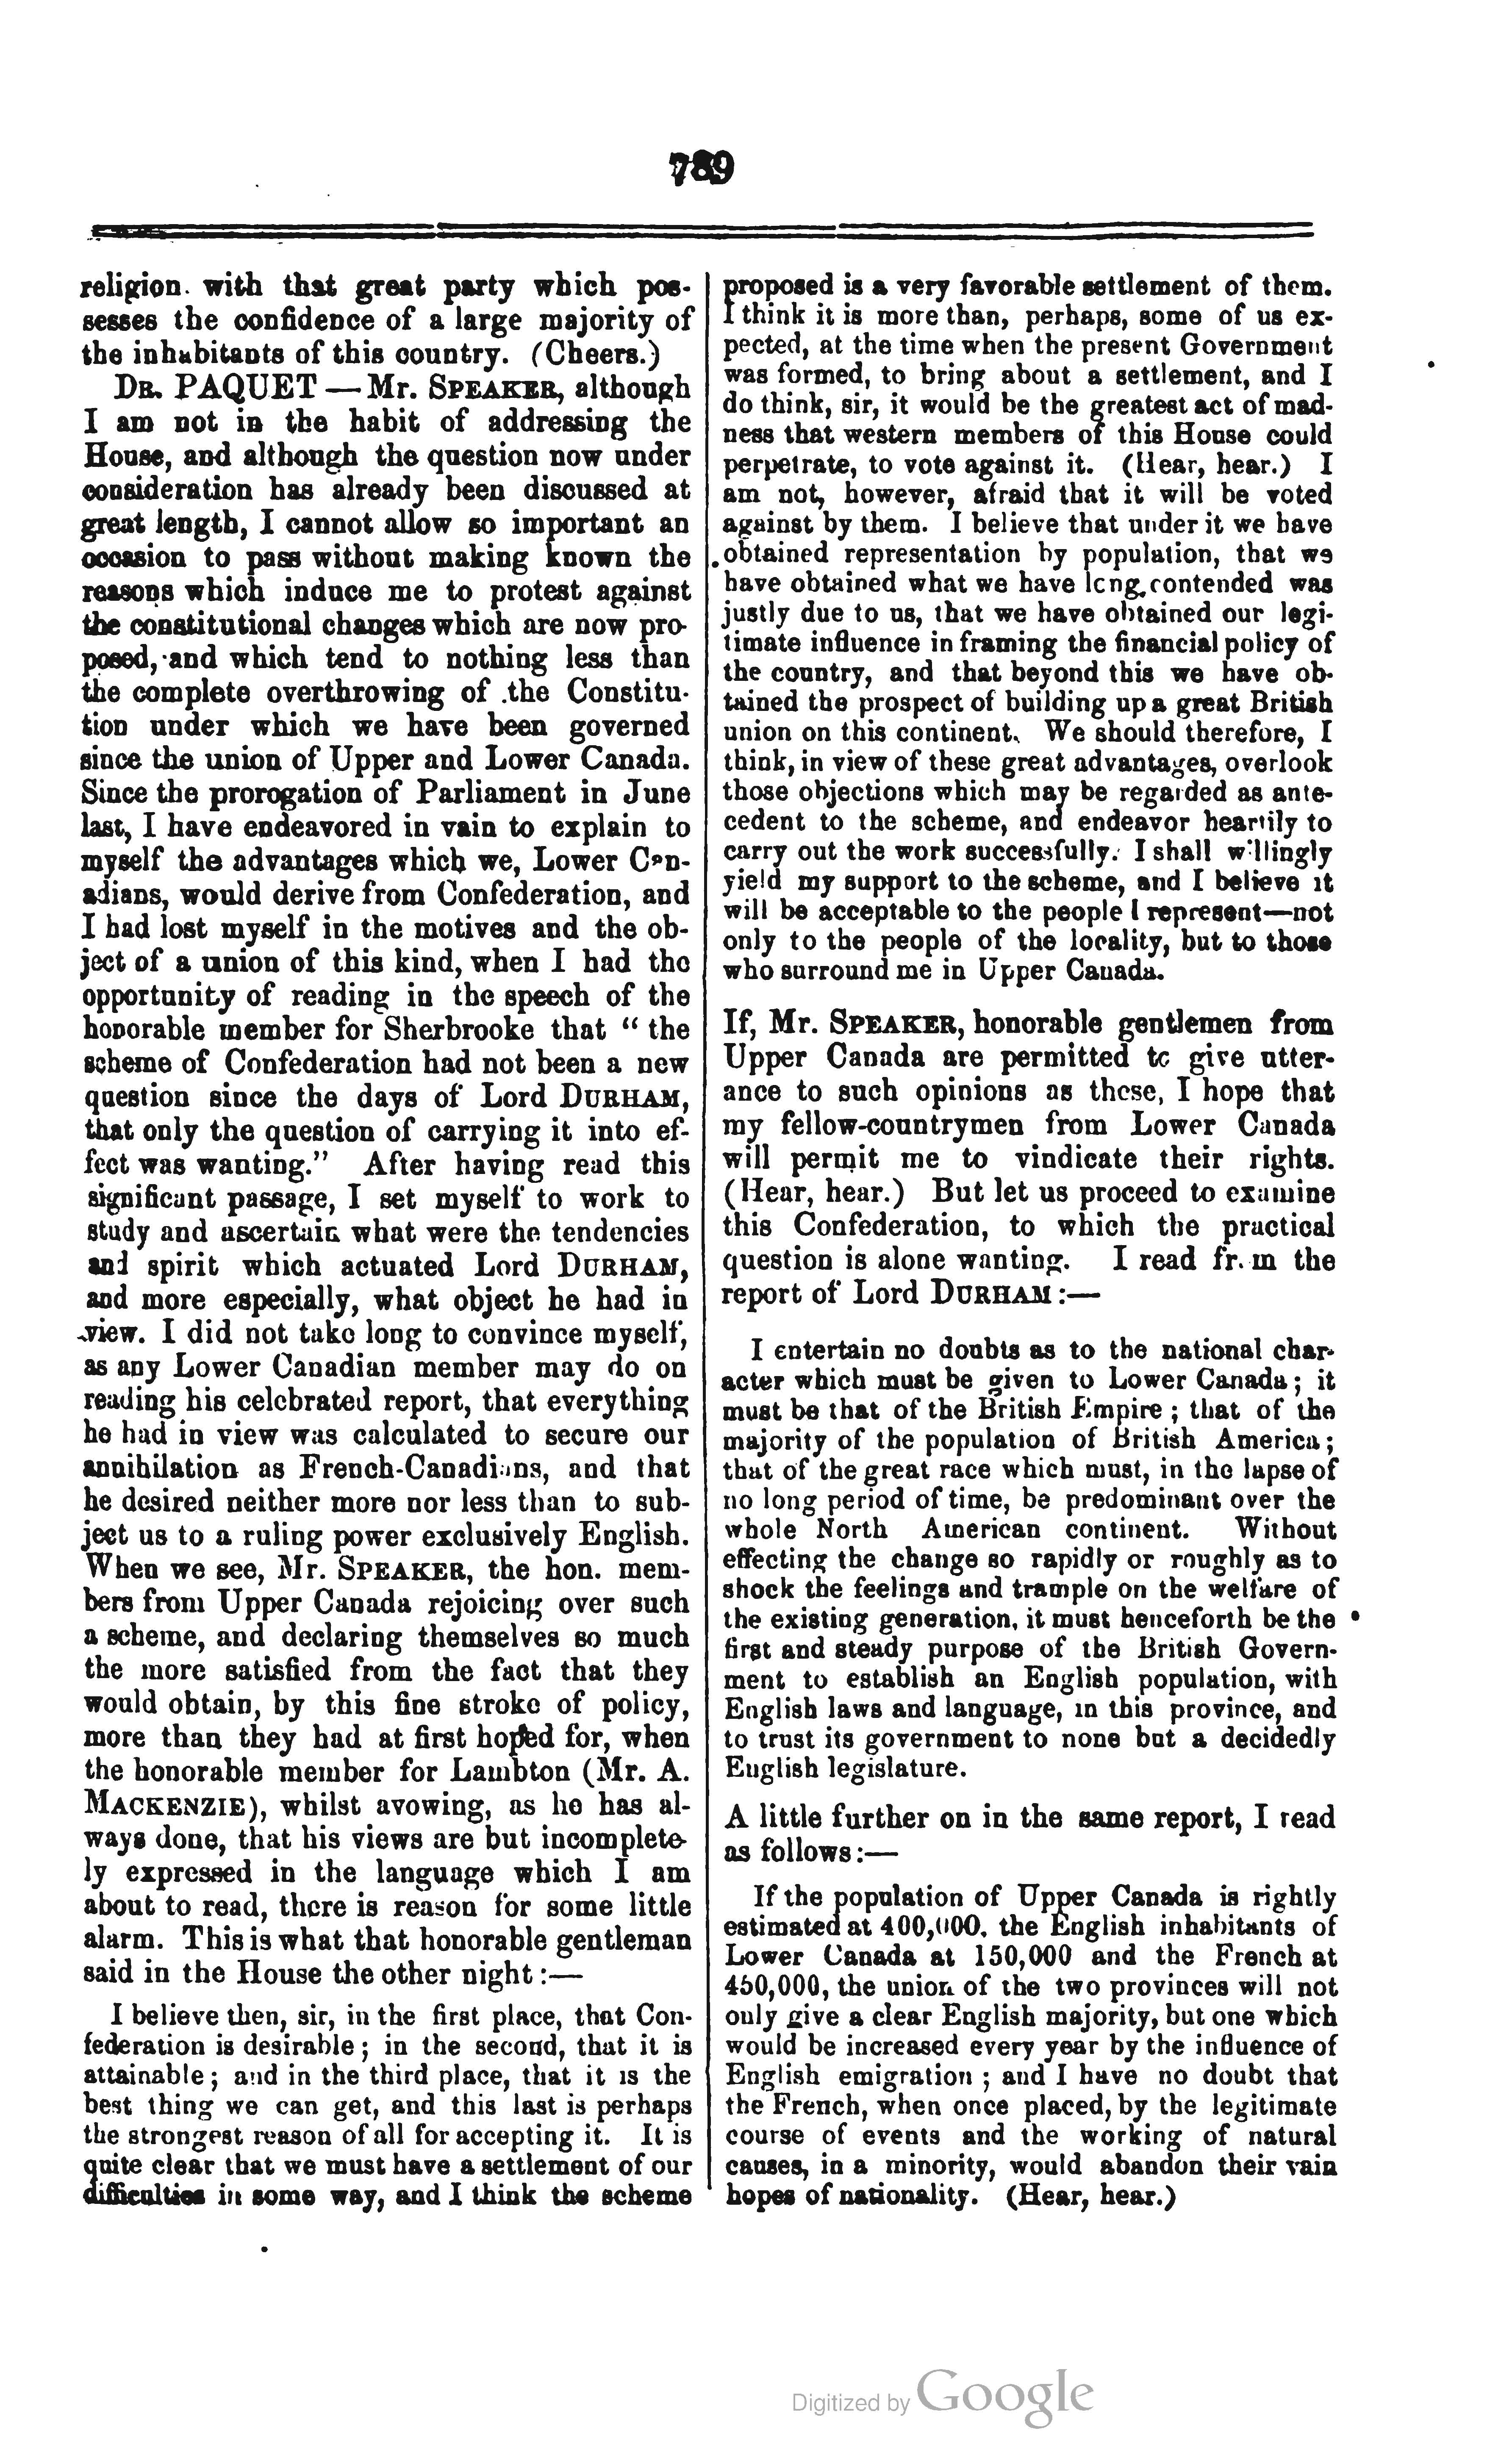 789
religion with that great party which pos-
sesses the confidence of a large majority of
the inhabitants of this country. (Cheers.)
DR. PAQUET — Mr. SPEAKER, although
I am not in the habit of addressing the
House, and although the question now under
consideration has already been discussed at
great length, I cannot allow so important an
occasion to pass without making known the
reasons which induce me to protest against
the constitutional changes which are now pro-
posed, and which tend to nothing less than
the complete overthrowing of the Constitu-
tion under which we have been governed
since the union of Upper and Lower Canada.
Since the prorogation of Parliament in June
last, I have endeavored in vain to explain to
myself the advantages which we, Lower Can-
adians, would derive from Confederation, and
I had lost myself in the motives and the ob-
ject of a union of this kind, when I had the
opportunity of reading in the speech of the
honorable member for Sherbrooke that “ the
scheme of Confederation had not been a new
question since the days of Lord DURHAM,
that only the question of carrying it into ef-
fect was wanting.” After having read this
significant passage, I set myself to work to
study and ascertain what were the tendencies
and spirit which actuated Lord DURHAM,
and more especially, what object he had in
view. I did not take long to convince myself,
as any Lower Canadian member may do on
reading his celebrated report, that everything
he had in view was calculated to secure our
annihilation as French-Canadians, and that
he desired neither more nor less than to sub-
ject us to a ruling power exclusively English.
When we see, Mr. SPEAKER, the hon. mem-
bers from Upper Canada rejoicing over such
a scheme, and declaring themselves so much
the more satisfied from the fact that they
would obtain, by this fine stroke of policy,
more than they had at first hoped for, when
the honorable member for Lambton (Mr. A.
MACKENZIE), whilst avowing, as he has al-
ways done, that his views are but incomplete-
ly expressed in the language which I am
about to read, there is reason for some little
alarm. This is what that honorable gentleman
said in the House the other night :—
I believe then, sir, in the first place, that Con-
federation is desirable ; in the second, that it is
attainable ; and in the third place, that it is the
best thing we can get, and this last is perhaps
the strongest reason of all for accepting it. It is
quite clear that we must have a settlement of our
difficulties in some way, and I think the scheme
proposed is a very favorable settlement of them.
I think it is more than, perhaps, some of us ex-
pected, at the time when the present Government
was formed, to bring about a settlement, and I
do think, sir, it would be the greatest act of mad-
ness that western members of this House could
perpetrate, to vote against it. (Hear, hear.) I
am not, however, afraid that it will be voted
against by them. I believe that under it we have
obtained representation by population, that we
have obtained what we have long contended was
justly due to us, that we have obtained our legi-
timate influence in framing the financial policy of
the country, and that beyond this we have ob-
tained the prospect of building up a great British
union on this continent. We should therefore, I
think, in view of these great advantages, overlook
those objections which may be regarded as ante-
cedent to the scheme, and endeavor heartily to
carry out the work successfully. I shall willingly
yield my support to the scheme, and I believe it
will be acceptable to the people I represent—not
only to the people of the locality, but to those
who surround me in Upper Canada.
If, Mr. SPEAKER, honorable gentlemen from
Upper Canada are permitted to give utter-
ance to such opinions as these, I hope that
my fellow-countrymen from Lower Canada
will permit me to vindicate their rights.
(Hear, hear.) But let us proceed to examine
this Confederation, to which the practical
question is alone wanting. I read from the
report of Lord DURHAM :—
I entertain no doubts as to the national char-
acter which must be given to Lower Canada ; it
must be that of the British Empire ; that of the
majority of the population of British America ;
that of the great race which must, in the lapse of
no long period of time, be predominant over the
whole North American continent. Without
effecting the change so rapidly or roughly as to
shock the feelings and trample on the welfare of
the existing generation, it must henceforth be the
first and steady purpose of the British Govern-
ment to establish an English population, with
English laws and language, in this province, and
to trust its government to none but a decidedly
English legislature.
A little further on in the same report, I read
as follows :—
If the population of Upper Canada is rightly
estimated at 400,000, the English inhabitants of
Lower Canada at 150,000 and the French at
450,000, the union of the two provinces will not
only give a clear English majority, but one which
would be increased every year by the influence of
English emigration ; and I have no doubt that
the French, when once placed, by the legitimate
course of events and the working of natural
causes, in a minority, would abandon their vain
hopes of nationality. (Hear, hear.)
Digitized by Google